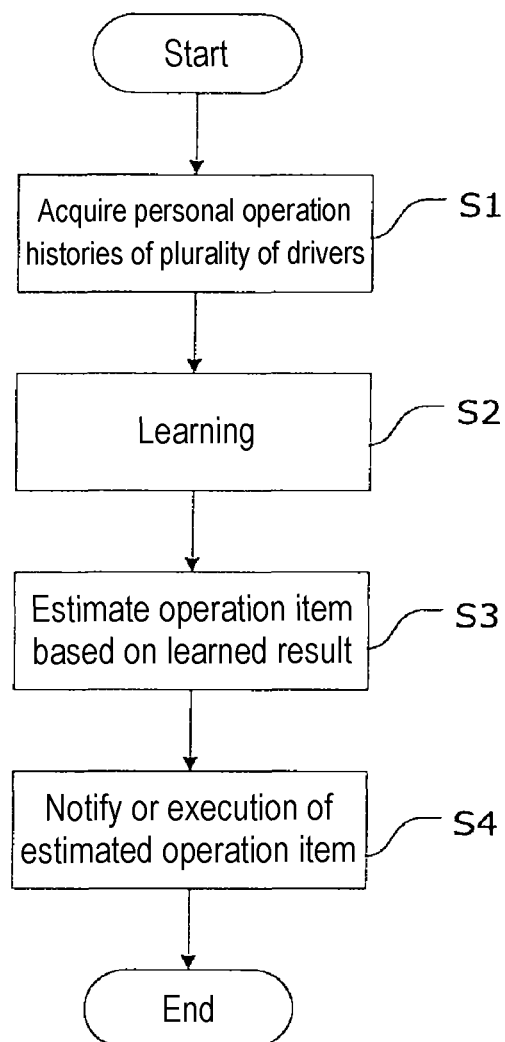 Start
Acquire personal operation
histories of plurality of drivers
S1
Learning
S2
Estimate operation item
based on learned result
S3
Notify or execution of
estimated operation item
S4
End